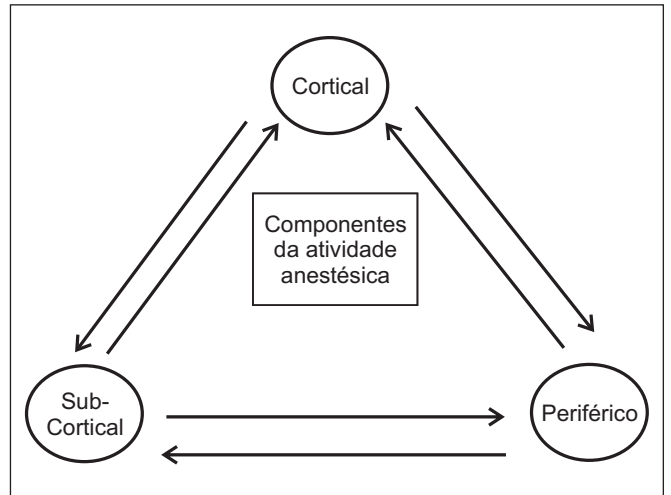 Cortical
Componentes
da atividade
anestésica
Sub-
Cortical
Periférico